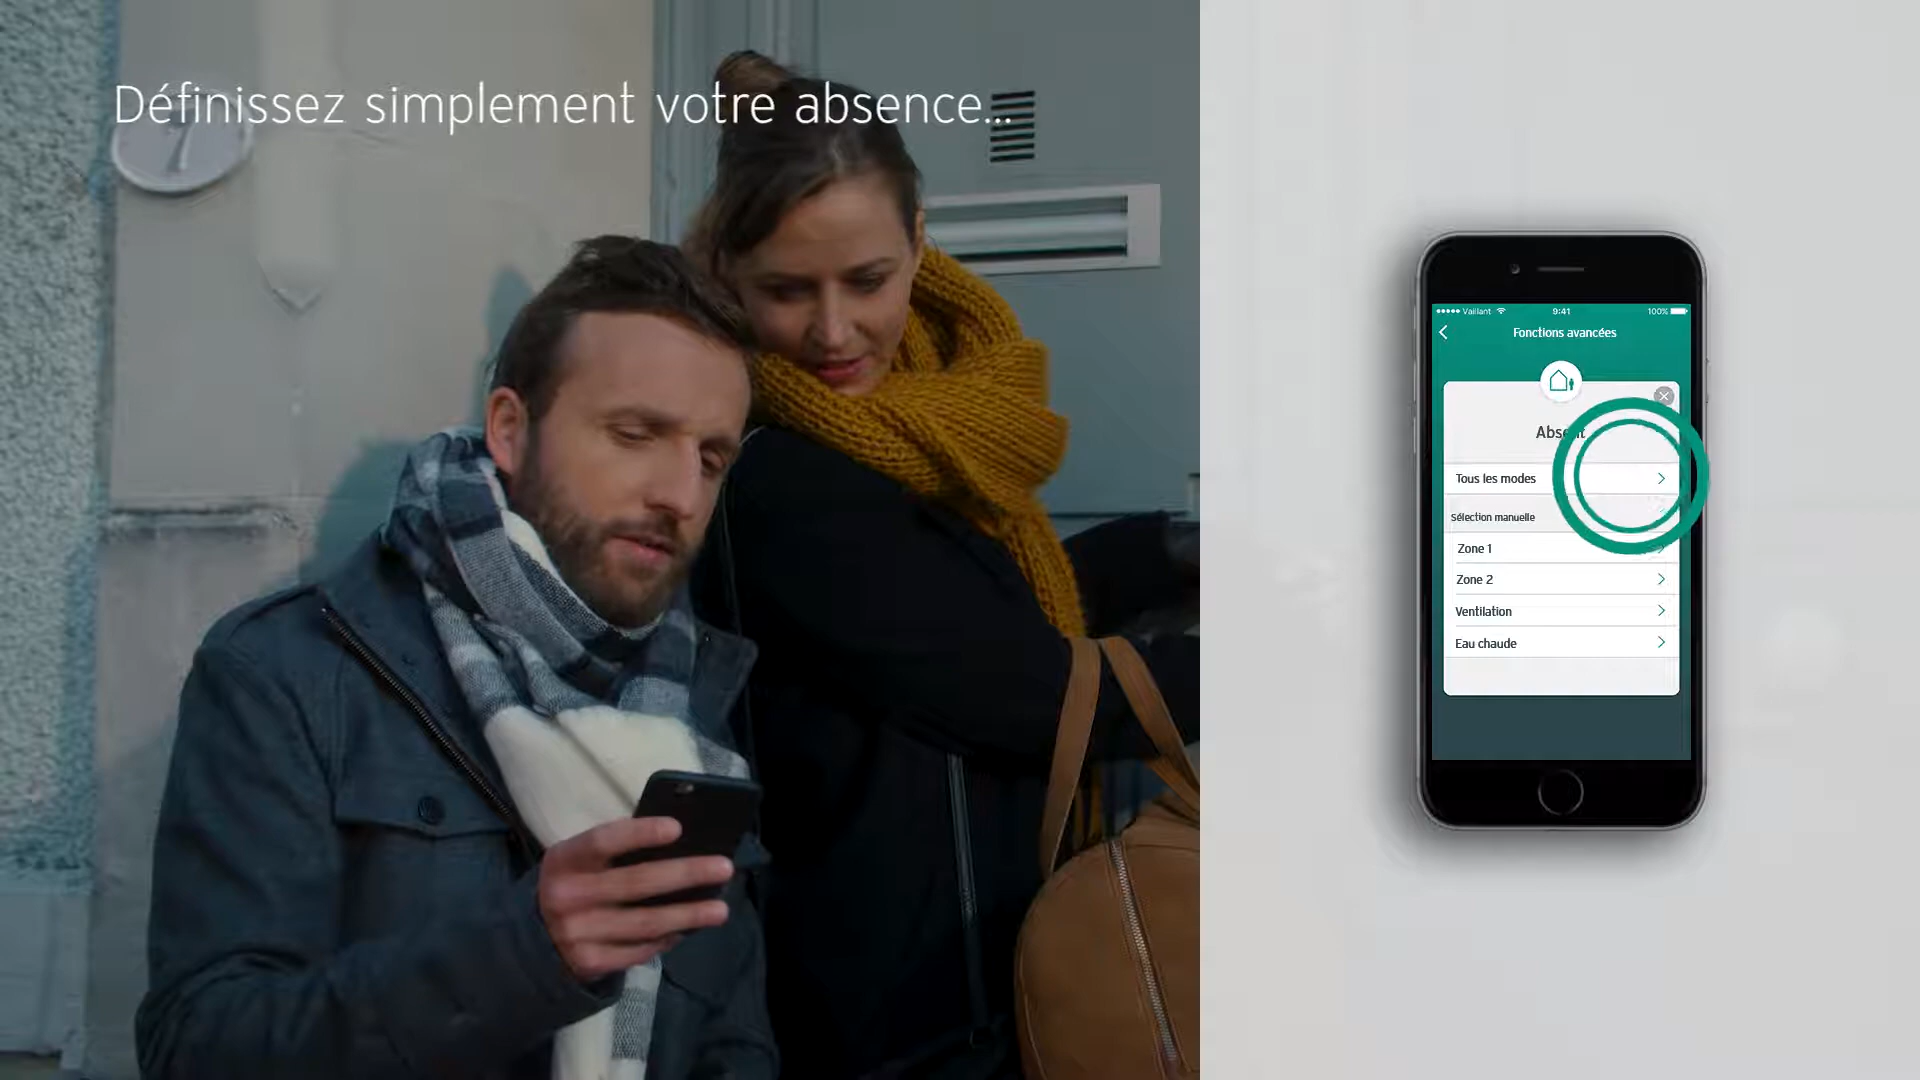 Définissez simplement votre absence...
Vaillant 9:41 100%
Fonctions avancées
Absent
Tous les modes
Sélection manuelle
Zone 1
Zone 2
Ventilation
Eau chaude